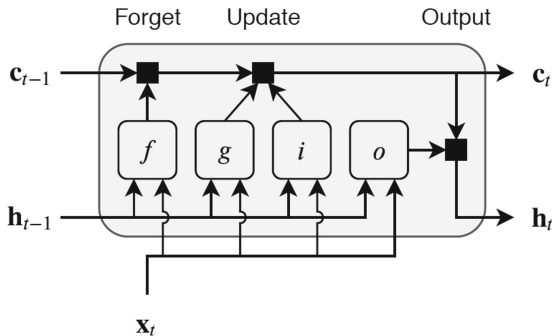 Forget Update Output
c_{t−1} c_t
f g i o
h_{t−1} h_t
x_t